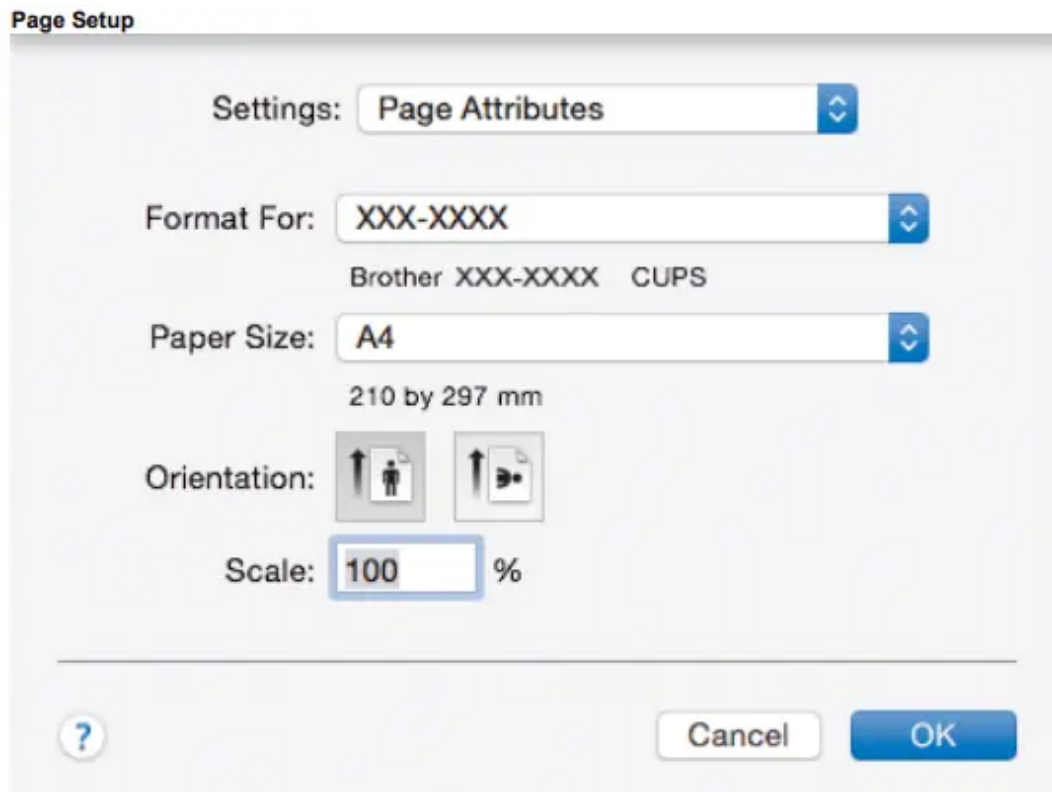 Page Setup
Settings: Page Attributes
Format For: XXX-XXXX
Brother XXX-XXXX CUPS
Paper Size: A4
210 by 297 mm
Orientation:
Scale: 100 %
? Cancel OK